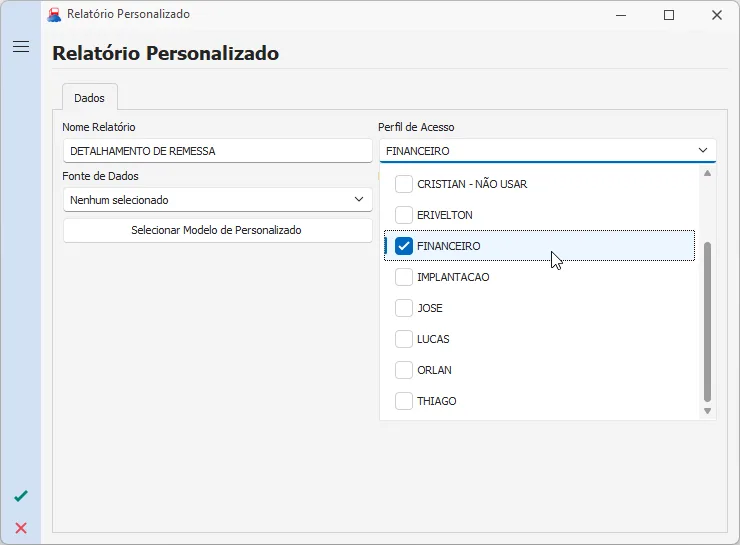 Relatório Personalizado
Relatório Personalizado
Dados
Nome Relatório
Perfil de Acesso
DETALHAMENTO DE REMESSA
FINANCEIRO
Fonte de Dados
Nenhum selecionado
Selecionar Modelo de Personalizado
CRISTIAN - NÃO USAR
ERIVELTON
FINANCEIRO
IMPLANTACAO
JOSE
LUCAS
ORLAN
THIAGO